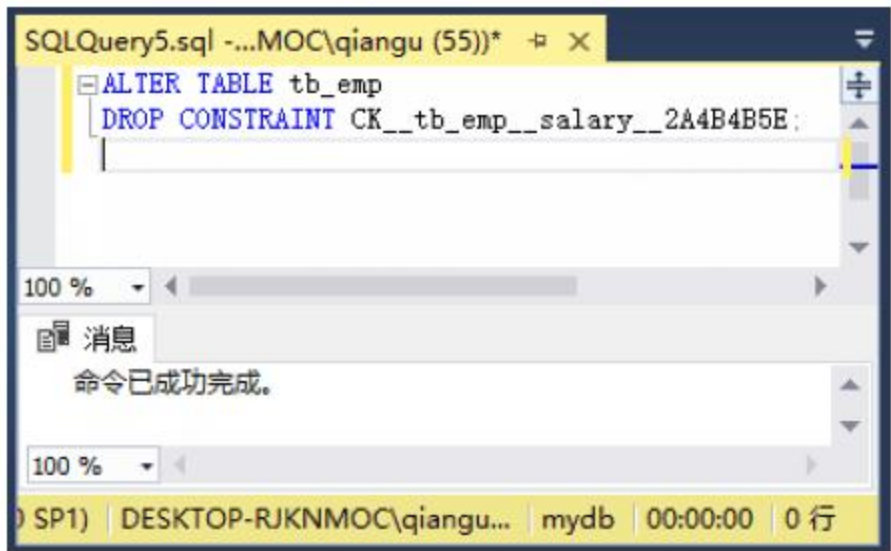 SQLQuery5.sql -...MOC\qiangu (55))*
ALTER TABLE tb_emp
DROP CONSTRAINT CK__tb_emp__salary__2A4B4B5E;
100 %
消息
命令已成功完成。
100 %
0 SP1) DESKTOP-RJKNMOC\qiangu... mydb 00:00:00 0 行